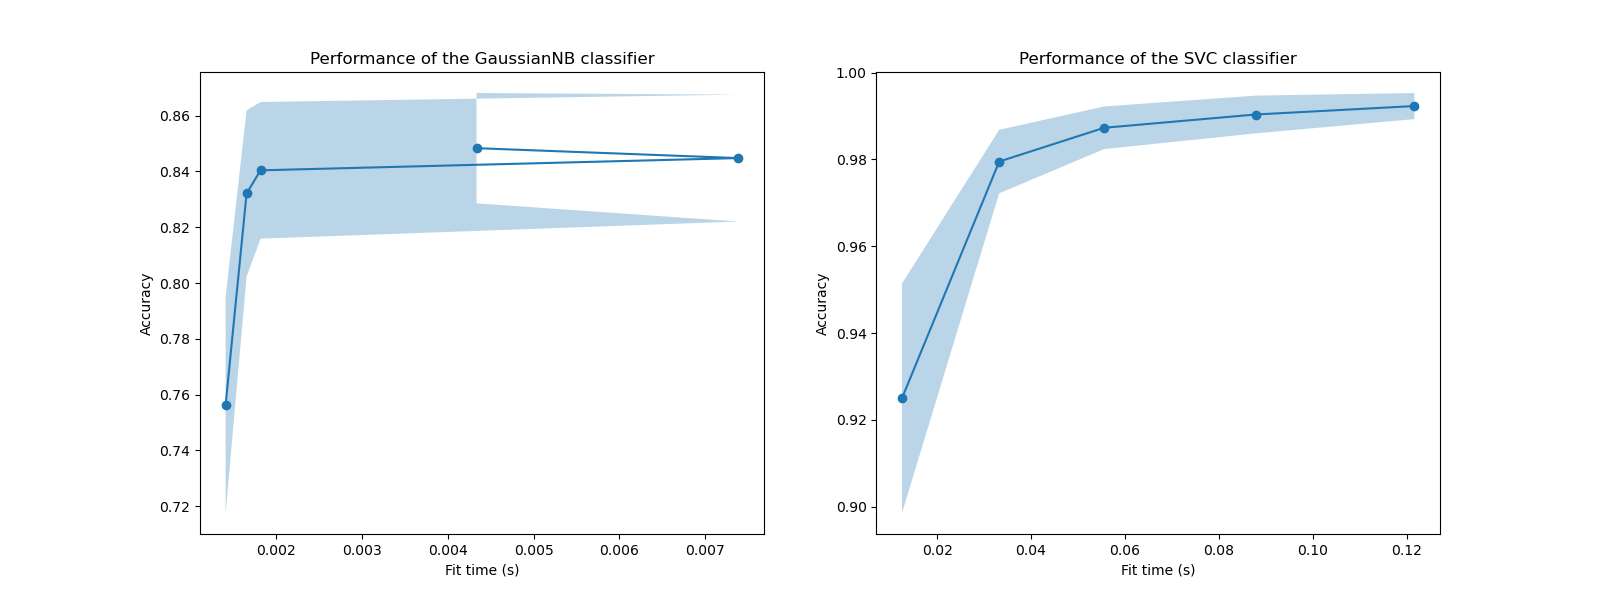 Performance of the GaussianNB classifier
0.86
0.84
0.82
0.80
0.78
0.76
0.74
0.72
Accuracy
0.002 0.003 0.004 0.005 0.006 0.007
Fit time (s)
Performance of the SVC classifier
1.00
0.98
0.96
0.94
0.92
0.90
Accuracy
0.02 0.04 0.06 0.08 0.10 0.12
Fit time (s)